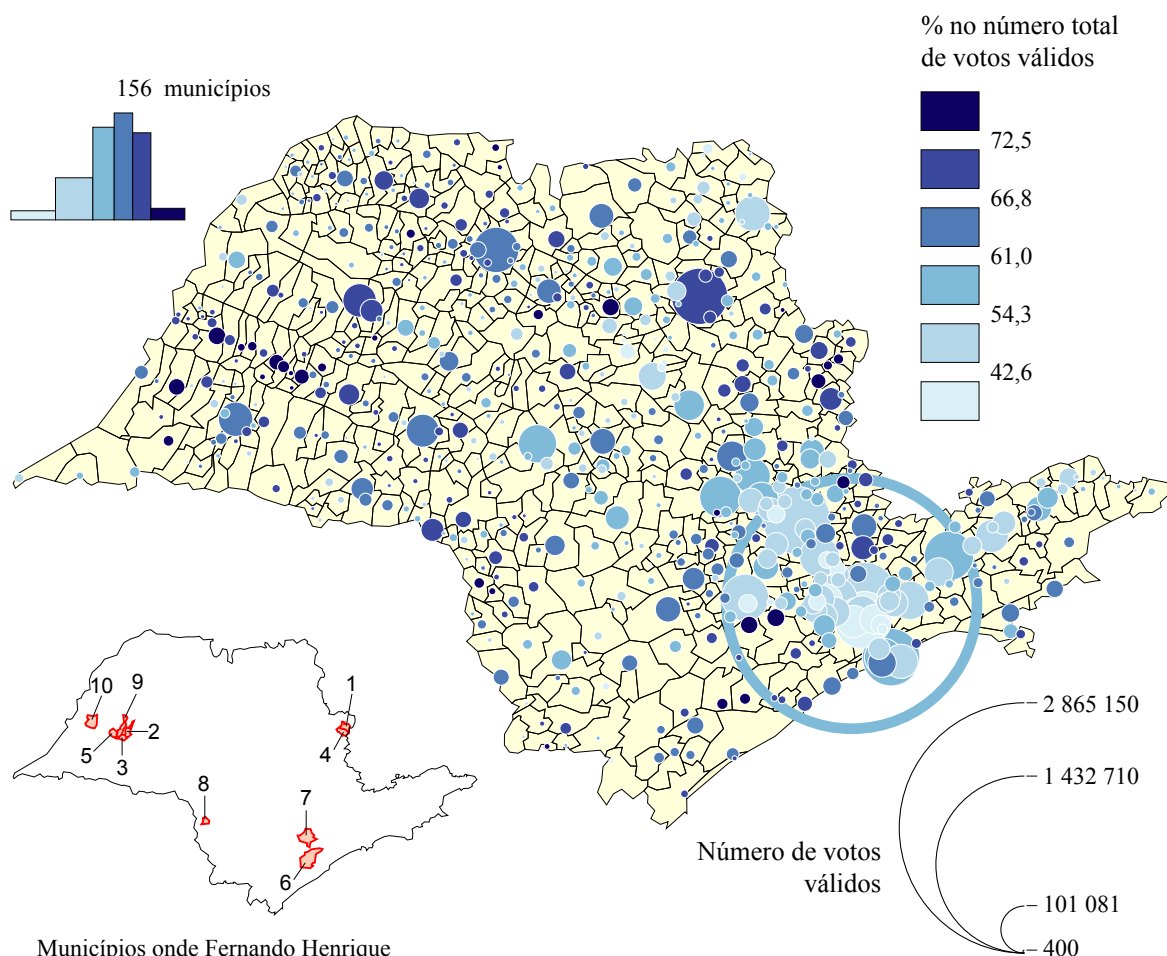 % no número total
de votos válidos
72,5
66,8
61,0
54,3
42,6
156 municípios
10
9
1
5
3
2
4
8
7
6
Municípios onde Fernando Henrique
Número de votos
válidos
2 865 150
1 432 710
101 081
400